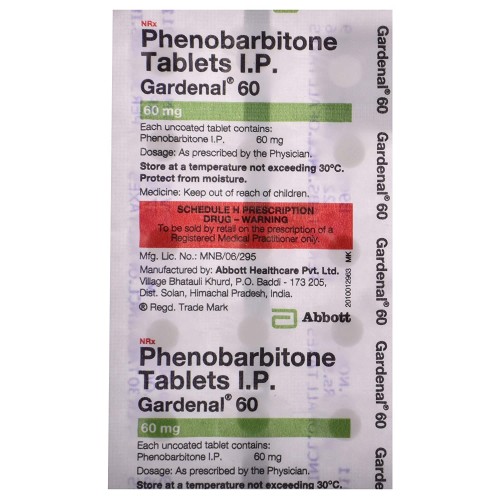 NRx
Phenobarbitone
Tablets I.P.
Gardenal® 60
60 mg
Each uncoated tablet contains:
Phenobarbitone I.P. 60 mg
Dosage: As prescribed by the Physician.
Store at a temperature not exceeding 30ºC.
Protect from moisture.
Medicine: Keep out of reach of children.
SCHEDULE H PRESCRIPTION
DRUG – WARNING
To be sold by retail on the prescription of a
Registered Medical Practitioner only.
Mfg. Lic. No.: MNB/06/295
Manufactured by: Abbott Healthcare Pvt. Ltd.
Village Bhatauli Khurd, P.O. Baddi - 173 205,
Dist. Solan, Himachal Pradesh, India.
® Regd. Trade Mark
Abbott
2010012963 MK
NRx
Phenobarbitone
Tablets I.P.
Gardenal® 60
60 mg
Each uncoated tablet contains:
Phenobarbitone I.P. 60 mg
Dosage: As prescribed by the Physician.
Store at a temperature not exceeding 30ºC.
Gardenal® 60
Gardenal® 60
Gardenal® 60
Gardenal® 60